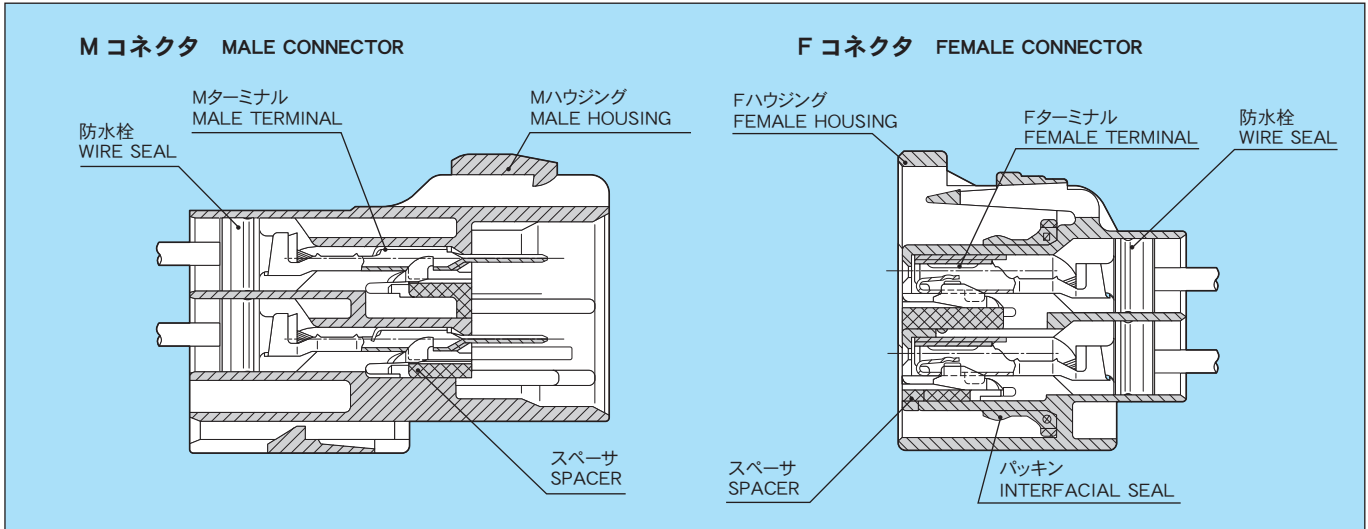 M コネクタ MALE CONNECTOR
Mターミナル
MALE TERMINAL
Mハウジング
MALE HOUSING
防水栓
WIRE SEAL
スペーサ
SPACER
F コネクタ FEMALE CONNECTOR
Fハウジング
FEMALE HOUSING
Fターミナル
FEMALE TERMINAL
防水栓
WIRE SEAL
スペーサ
SPACER
パッキン
INTERFACIAL SEAL